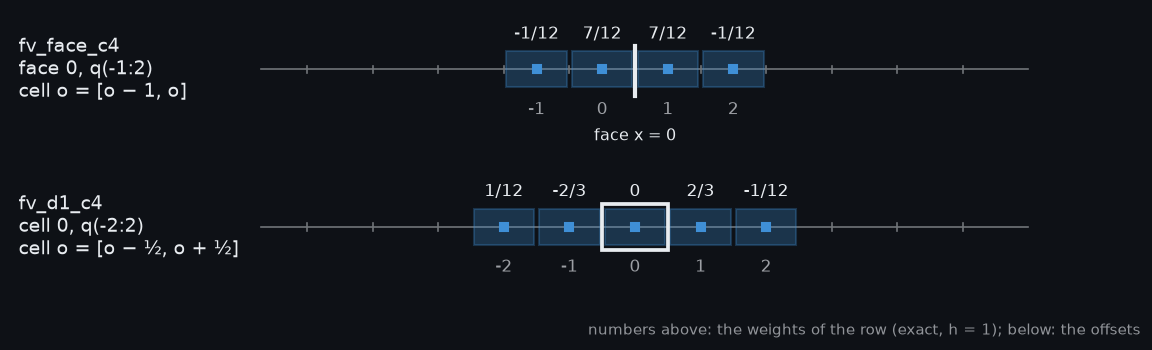 fv_face_c4
face 0, q(-1:2)
cell o = [o − 1, o]
-1/12 7/12 7/12 -1/12
-1 0 1 2
face x = 0
fv_d1_c4
cell 0, q(-2:2)
cell o = [o − ½, o + ½]
1/12 -2/3 0 2/3 -1/12
-2 -1 0 1 2
numbers above: the weights of the row (exact, h = 1); below: the offsets